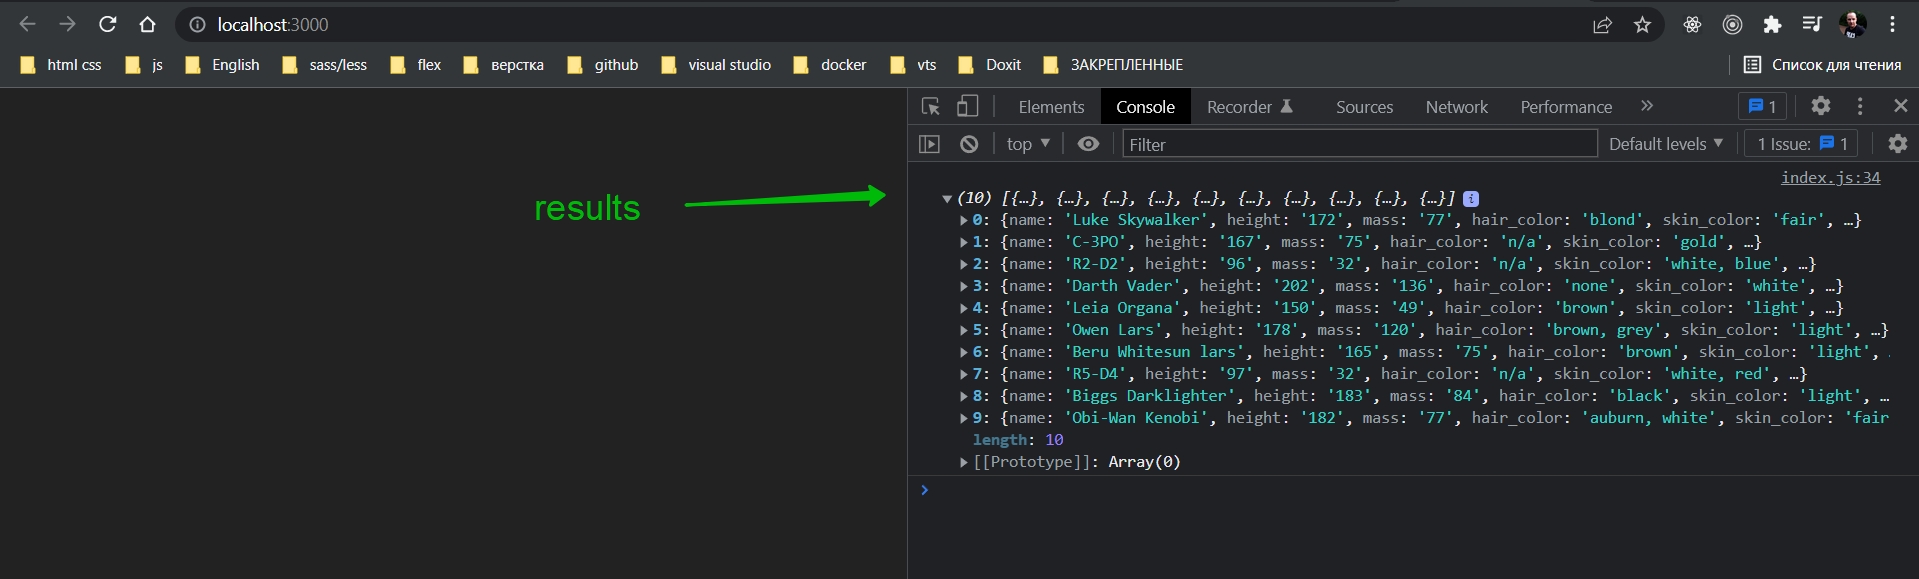 localhost:3000
html css js English sass/less flex верстка github visual studio docker vts Doxit ЗАКРЕПЛЕННЫЕ Список для чтения
Elements Console Recorder Sources Network Performance » 1
top Filter Default levels 1 Issue: 1
index.js:34
results
(10) [{…}, {…}, {…}, {…}, {…}, {…}, {…}, {…}, {…}, {…}] i
0: {name: 'Luke Skywalker', height: '172', mass: '77', hair_color: 'blond', skin_color: 'fair', …}
1: {name: 'C-3PO', height: '167', mass: '75', hair_color: 'n/a', skin_color: 'gold', …}
2: {name: 'R2-D2', height: '96', mass: '32', hair_color: 'n/a', skin_color: 'white, blue', …}
3: {name: 'Darth Vader', height: '202', mass: '136', hair_color: 'none', skin_color: 'white', …}
4: {name: 'Leia Organa', height: '150', mass: '49', hair_color: 'brown', skin_color: 'light', …}
5: {name: 'Owen Lars', height: '178', mass: '120', hair_color: 'brown, grey', skin_color: 'light', …}
6: {name: 'Beru Whitesun lars', height: '165', mass: '75', hair_color: 'brown', skin_color: 'light', .
7: {name: 'R5-D4', height: '97', mass: '32', hair_color: 'n/a', skin_color: 'white, red', …}
8: {name: 'Biggs Darklighter', height: '183', mass: '84', hair_color: 'black', skin_color: 'light', …
9: {name: 'Obi-Wan Kenobi', height: '182', mass: '77', hair_color: 'auburn, white', skin_color: 'fair
length: 10
[[Prototype]]: Array(0)